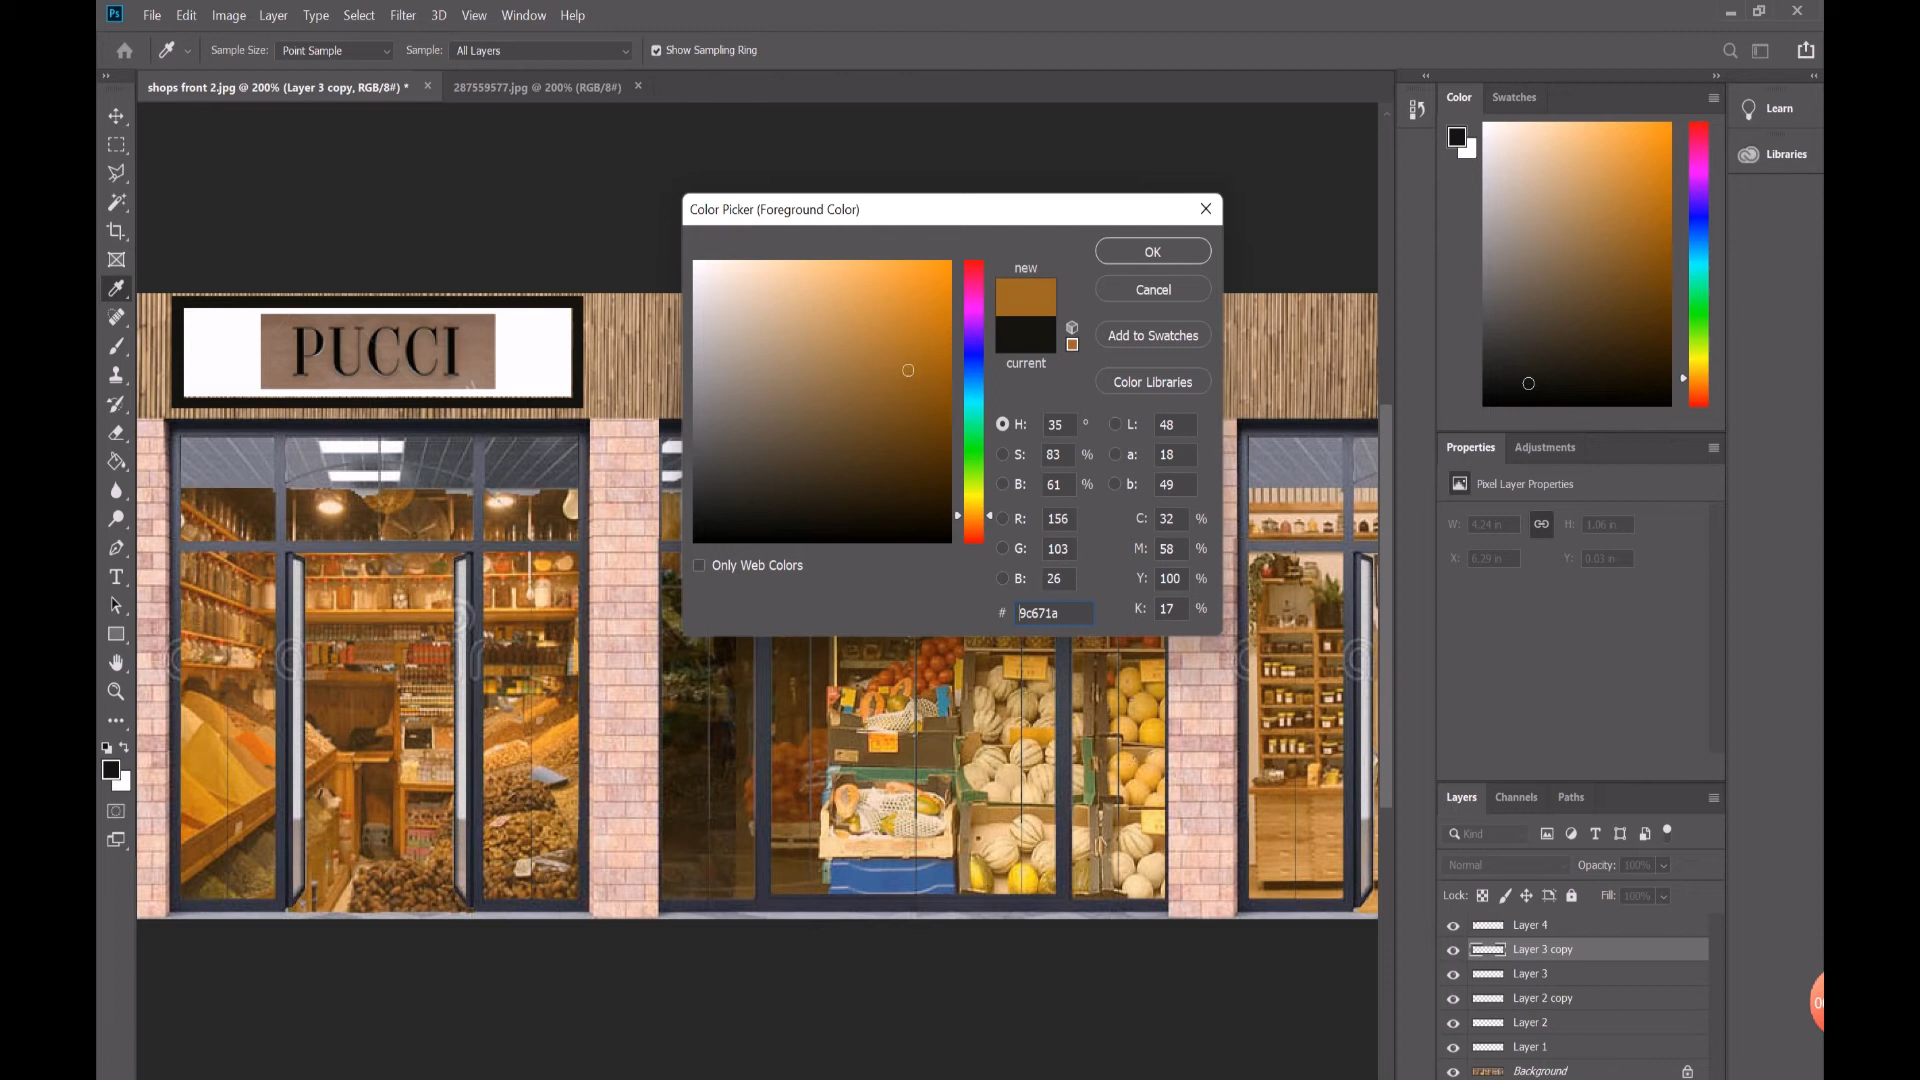 Ps File Edit Image Layer Type Select Filter 3D View Window Help
Sample Size: Point Sample Sample: All Layers Show Sampling Ring
shops front 2.jpg @ 200% (Layer 3 copy, RGB/8#) * 287559577.jpg @ 200% (RGB/8#)
Color Swatches
Learn
Libraries
Color Picker (Foreground Color)
OK
new
Cancel
PUCCI
Add to Swatches
current
Color Libraries
H: 35 ° L: 48
S: 83 % a: 18
B: 61 % b: 49
R: 156 C: 32 %
G: 103 M: 58 %
Only Web Colors
B: 26 Y: 100 %
# 9c671a K: 17 %
Properties Adjustments
Pixel Layer Properties
W: 4.24 in H: 1.06 in
X: 6.29 in Y: 0.03 in
Layers Channels Paths
Kind
Normal Opacity: 100%
Lock: Fill: 100%
Layer 4
Layer 3 copy
Layer 3
Layer 2 copy
Layer 2
Layer 1
Background